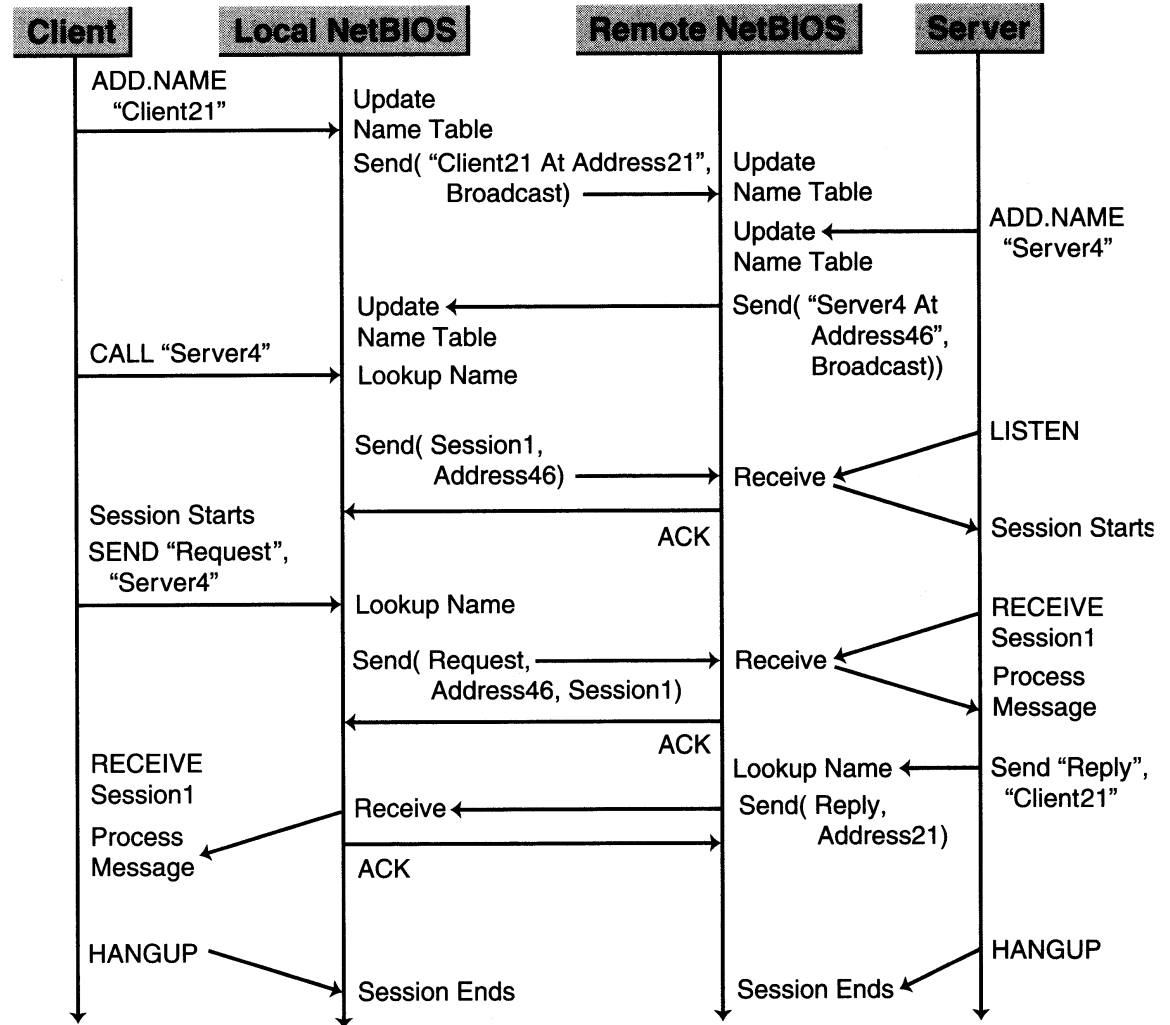 Client
Local NetBIOS
Remote NetBIOS
Server
ADD.NAME
“Client21”
Update
Name Table
Send( “Client21 At Address21”,
Broadcast)
Update
Name Table
ADD.NAME
“Server4”
Update
Name Table
Send( “Server4 At
Address46”,
Broadcast))
Update
Name Table
CALL “Server4”
Lookup Name
LISTEN
Send( Session1,
Address46)
Receive
ACK
Session Starts
Session Starts
SEND “Request”,
“Server4”
Lookup Name
RECEIVE
Session1
Send( Request,
Address46, Session1)
Receive
Process
Message
ACK
Send “Reply”,
“Client21”
Lookup Name
Send( Reply,
Address21)
RECEIVE
Session1
Receive
Process
Message
ACK
HANGUP
HANGUP
Session Ends
Session Ends